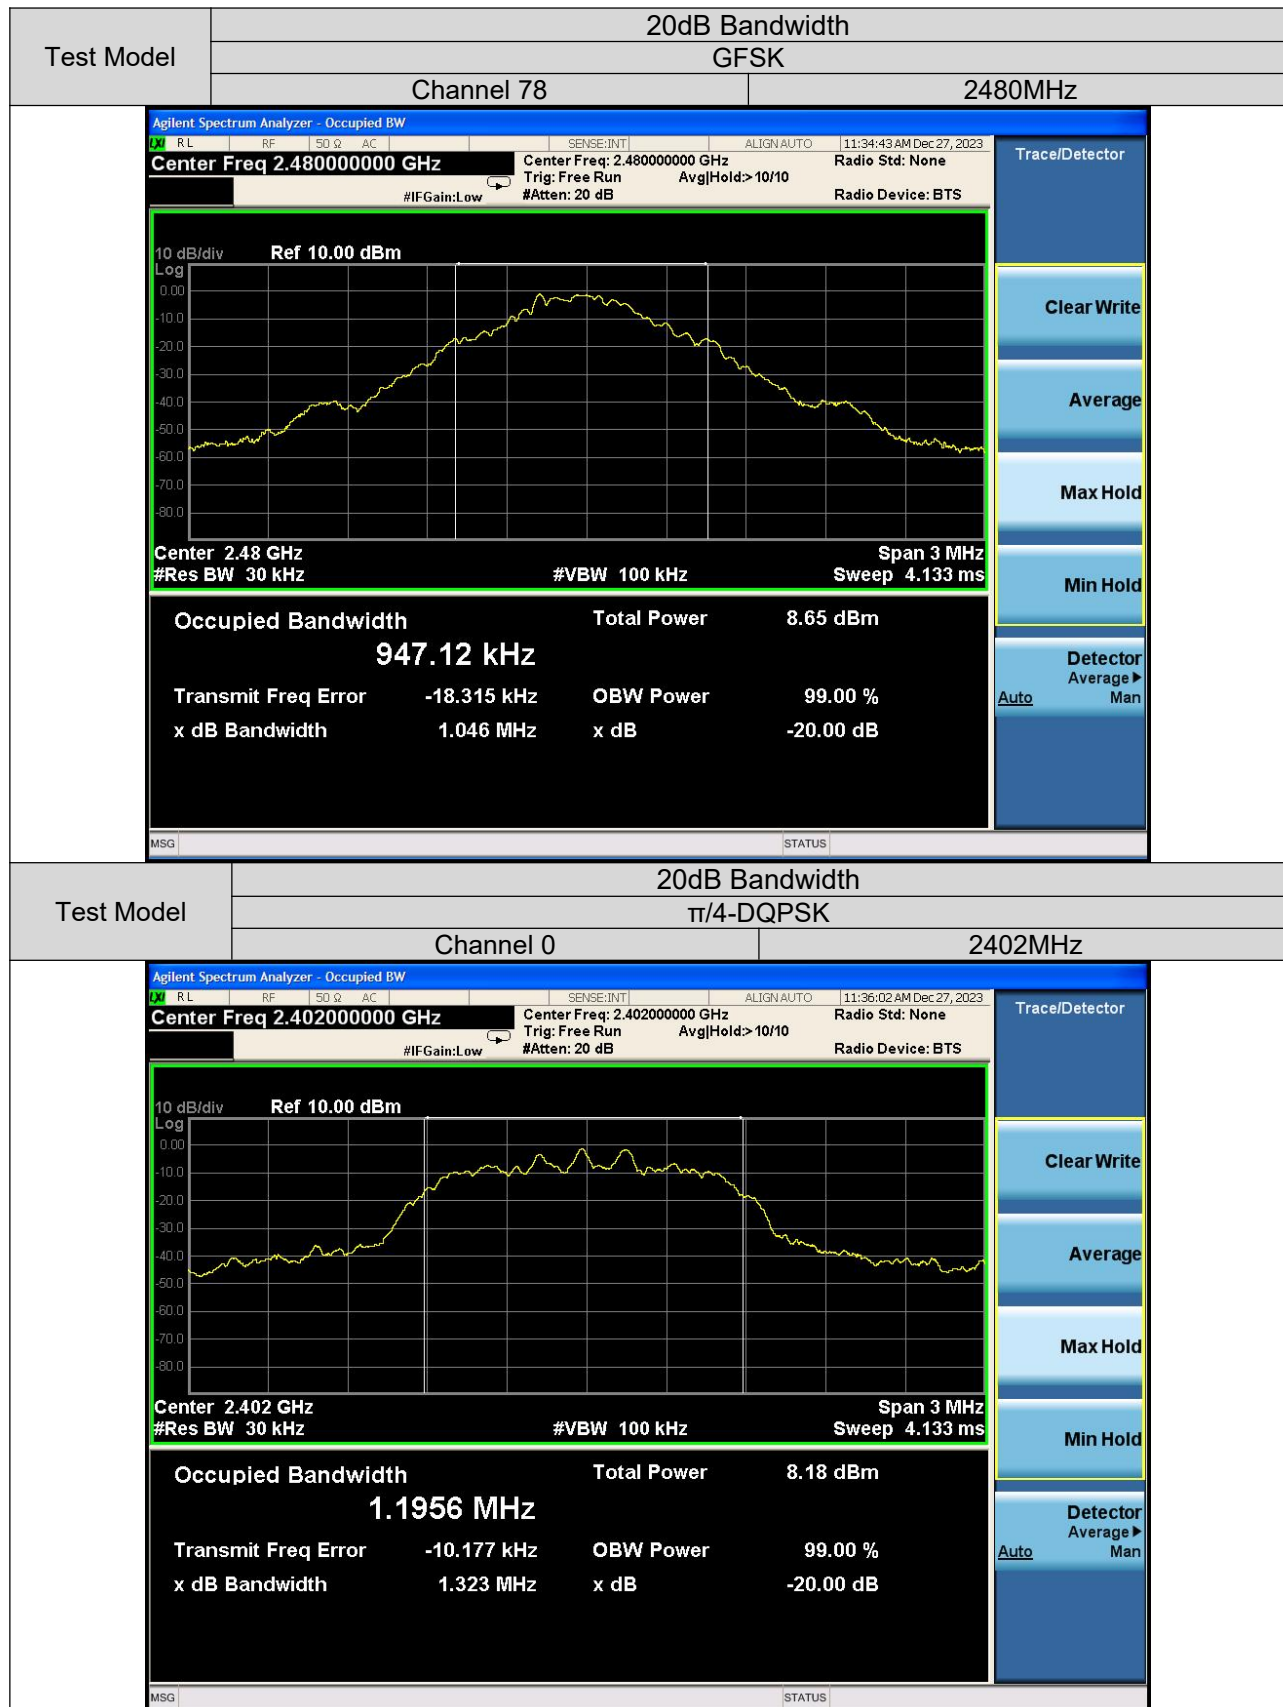 Test Model
20dB Bandwidth
GFSK
Channel 78 2480MHz
Agilent Spectrum Analyzer - Occupied BW
LXI RL RF 50 Ω AC SENSE:INT ALIGN AUTO 11:34:43 AM Dec 27, 2023
Center Freq 2.480000000 GHz Center Freq: 2.480000000 GHz Radio Std: None
Trig: Free Run Avg|Hold:>10/10
#IFGain:Low #Atten: 20 dB Radio Device: BTS
Trace/Detector
10 dB/div Ref 10.00 dBm
Log
0.00
-10.0
-20.0
-30.0
-40.0
-50.0
-60.0
-70.0
-80.0
Center 2.48 GHz Span 3 MHz
#Res BW 30 kHz #VBW 100 kHz Sweep 4.133 ms
Clear Write
Average
Max Hold
Min Hold
Detector
Average▶
Auto Man
Occupied Bandwidth Total Power 8.65 dBm
947.12 kHz
Transmit Freq Error -18.315 kHz OBW Power 99.00 %
x dB Bandwidth 1.046 MHz x dB -20.00 dB
MSG STATUS
Test Model
20dB Bandwidth
π/4-DQPSK
Channel 0 2402MHz
Agilent Spectrum Analyzer - Occupied BW
LXI RL RF 50 Ω AC SENSE:INT ALIGN AUTO 11:36:02 AM Dec 27, 2023
Center Freq 2.402000000 GHz Center Freq: 2.402000000 GHz Radio Std: None
Trig: Free Run Avg|Hold:>10/10
#IFGain:Low #Atten: 20 dB Radio Device: BTS
Trace/Detector
10 dB/div Ref 10.00 dBm
Log
0.00
-10.0
-20.0
-30.0
-40.0
-50.0
-60.0
-70.0
-80.0
Center 2.402 GHz Span 3 MHz
#Res BW 30 kHz #VBW 100 kHz Sweep 4.133 ms
Clear Write
Average
Max Hold
Min Hold
Detector
Average▶
Auto Man
Occupied Bandwidth Total Power 8.18 dBm
1.1956 MHz
Transmit Freq Error -10.177 kHz OBW Power 99.00 %
x dB Bandwidth 1.323 MHz x dB -20.00 dB
MSG STATUS